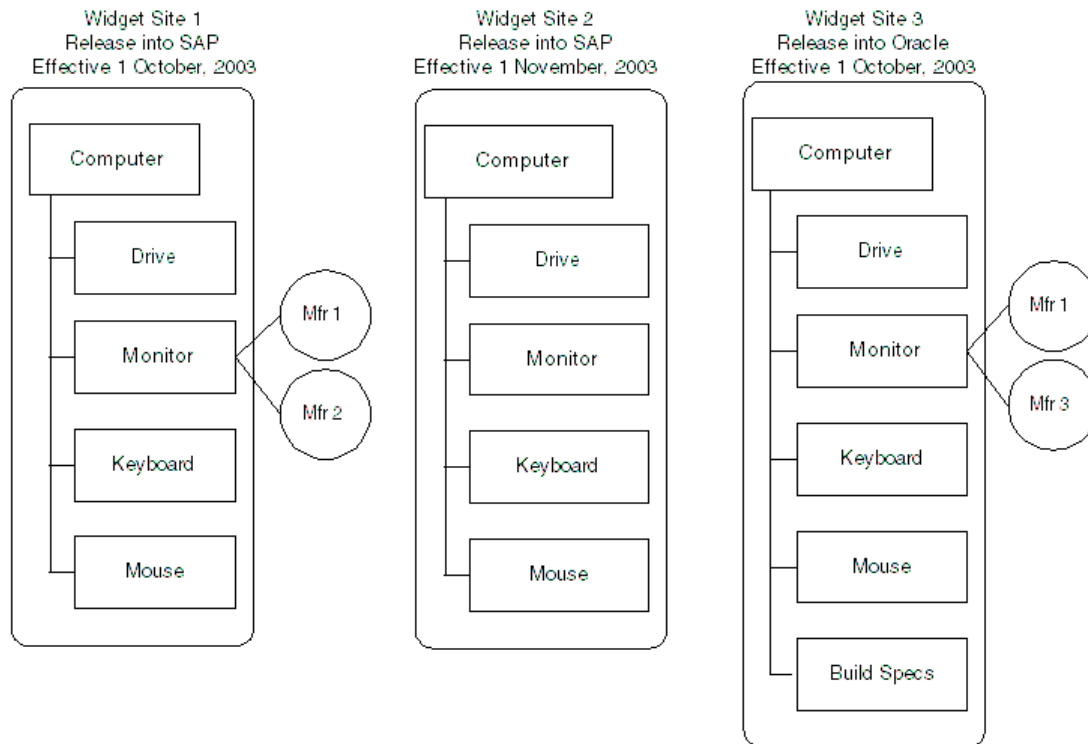 Widget Site 1
Release into SAP
Effective 1 October, 2003
Computer
Drive
Monitor
Mfr 1
Mfr 2
Keyboard
Mouse
Widget Site 2
Release into SAP
Effective 1 November, 2003
Computer
Drive
Monitor
Keyboard
Mouse
Widget Site 3
Release into Oracle
Effective 1 October, 2003
Computer
Drive
Monitor
Mfr 1
Mfr 3
Keyboard
Mouse
Build Specs